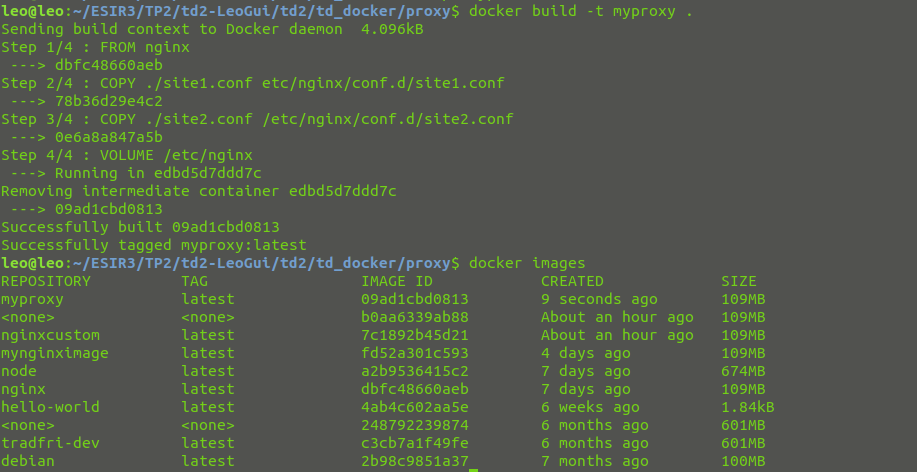 leo@leo:~/ESIR3/TP2/td2-LeoGui/td2/td_docker/proxy$ docker build -t myproxy .
Sending build context to Docker daemon  4.096kB
Step 1/4 : FROM nginx
 ---> dbfc48660aeb
Step 2/4 : COPY ./site1.conf etc/nginx/conf.d/site1.conf
 ---> 78b36d29e4c2
Step 3/4 : COPY ./site2.conf /etc/nginx/conf.d/site2.conf
 ---> 0e6a8a847a5b
Step 4/4 : VOLUME /etc/nginx
 ---> Running in edbd5d7ddd7c
Removing intermediate container edbd5d7ddd7c
 ---> 09ad1cbd0813
Successfully built 09ad1cbd0813
Successfully tagged myproxy:latest
leo@leo:~/ESIR3/TP2/td2-LeoGui/td2/td_docker/proxy$ docker images
REPOSITORY          TAG                 IMAGE ID            CREATED             SIZE
myproxy             latest              09ad1cbd0813        9 seconds ago       109MB
<none>              <none>              b0aa6339ab88        About an hour ago   109MB
nginxcustom         latest              7c1892b45d21        About an hour ago   109MB
mynginximage        latest              fd52a301c593        4 days ago          109MB
node                latest              a2b9536415c2        7 days ago          674MB
nginx               latest              dbfc48660aeb        7 days ago          109MB
hello-world         latest              4ab4c602aa5e        6 weeks ago         1.84kB
<none>              <none>              248792239874        6 months ago        601MB
tradfri-dev         latest              c3cb7a1f49fe        6 months ago        601MB
debian              latest              2b98c9851a37        7 months ago        100MB